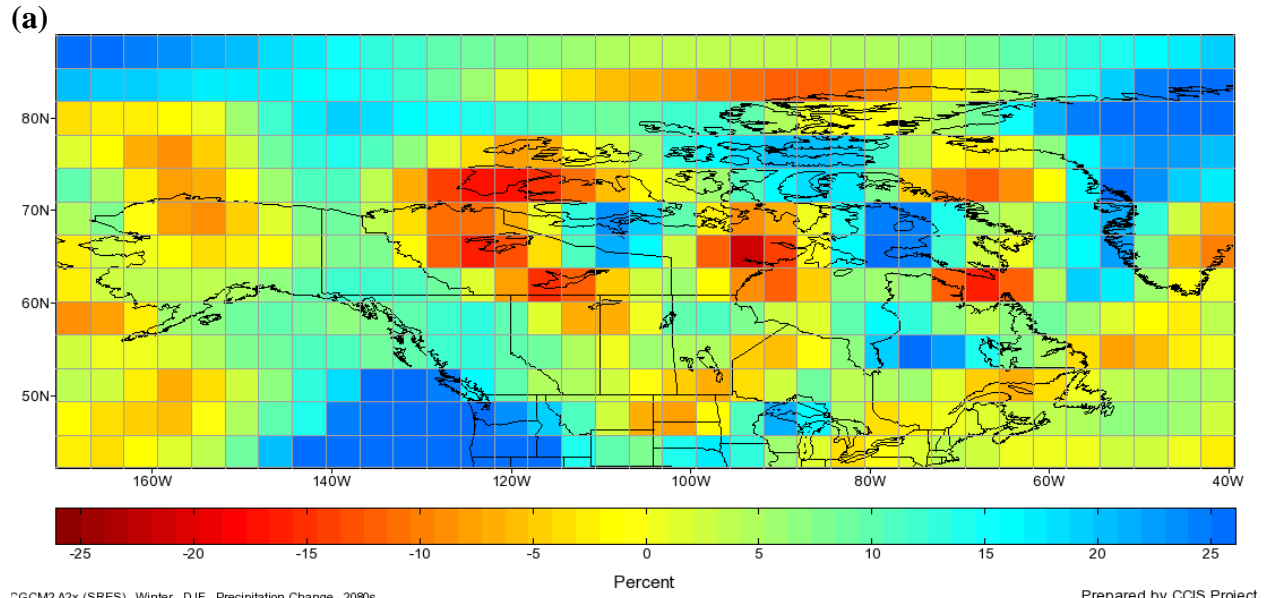 (a)
80N
70N
60N
50N
160W 140W 120W 100W 80W 60W 40W
-25 -20 -15 -10 -5 0 5 10 15 20 25
Percent
CGCM2 A2x (SRES) Winter DJF Precipitation Change 2080s Prepared by CCIS Project